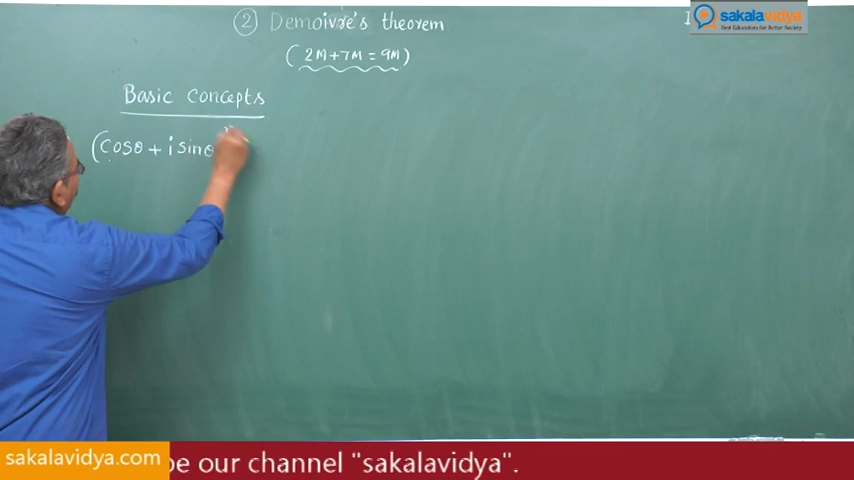 ② Demoivre's theorem
sakalavidya
Best Education for Better Society
(2M+7M=9M)
Basic concepts
(cosθ + i sinθ
sakalavidya.com
be our channel "sakalavidya".